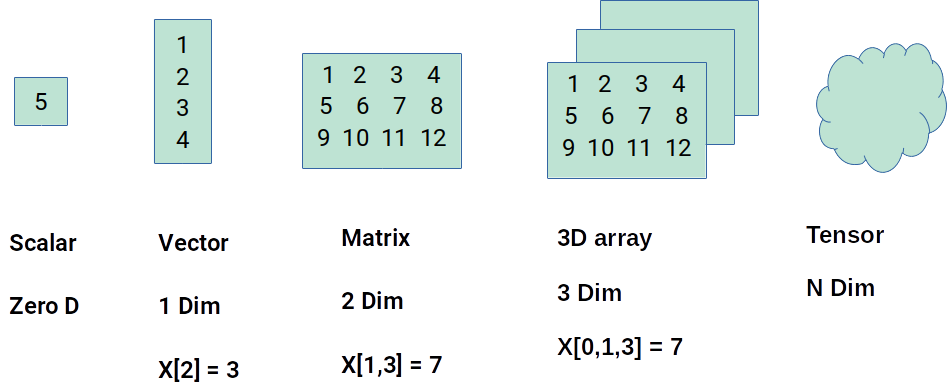 5
1
2
3
4
1 2 3 4
5 6 7 8
9 10 11 12
1 2 3 4
5 6 7 8
9 10 11 12
Scalar
Zero D
Vector
1 Dim
X[2] = 3
Matrix
2 Dim
X[1,3] = 7
3D array
3 Dim
X[0,1,3] = 7
Tensor
N Dim